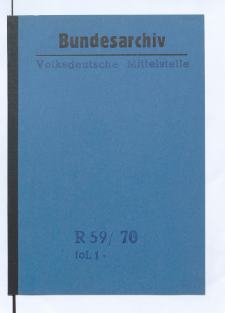 Bundesarchiv
Volksdeutsche Mittelstelle
R 59/ 70
fol. 1 -